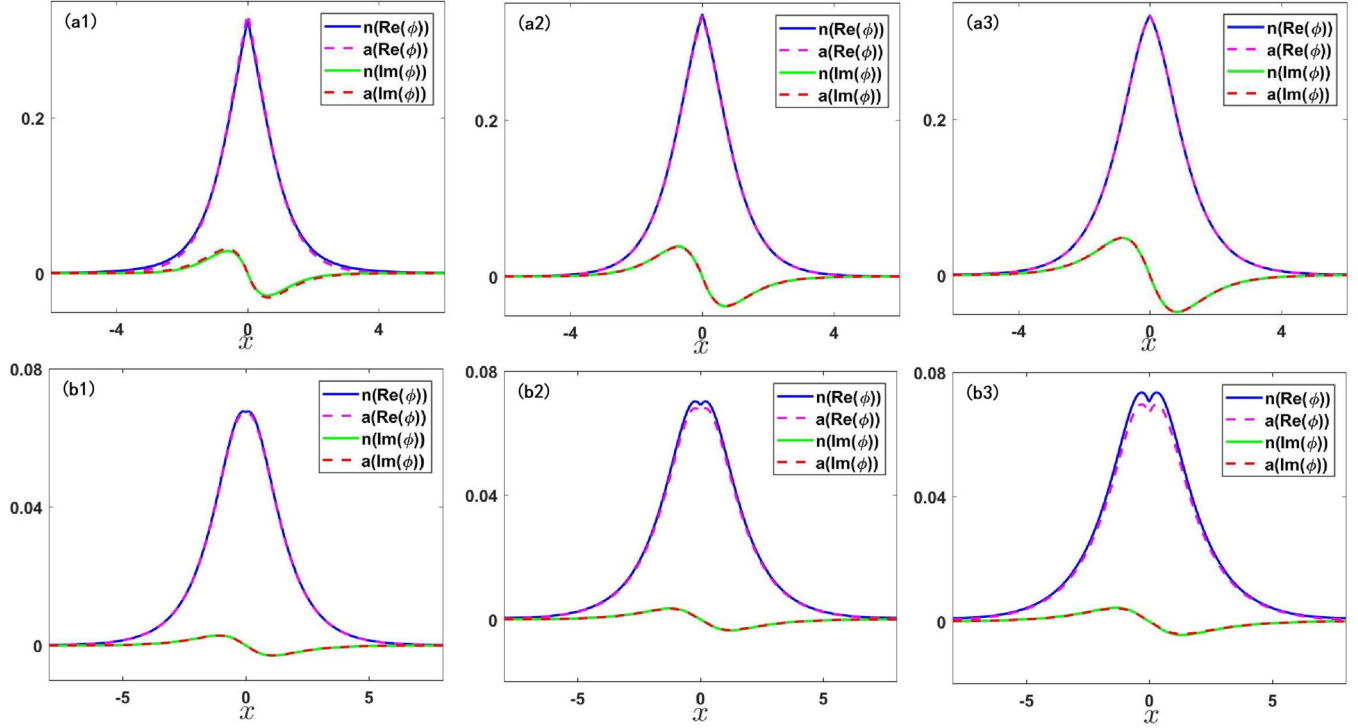 (a1)
n(Re(ϕ))
a(Re(ϕ))
n(Im(ϕ))
a(Im(ϕ))
0.2
0
-4
0
4
x
(a2)
n(Re(ϕ))
a(Re(ϕ))
n(Im(ϕ))
a(Im(ϕ))
0.2
0
-4
0
4
x
(a3)
n(Re(ϕ))
a(Re(ϕ))
n(Im(ϕ))
a(Im(ϕ))
0.2
0
-4
0
4
x
0.08
(b1)
n(Re(ϕ))
a(Re(ϕ))
n(Im(ϕ))
a(Im(ϕ))
0.04
0
-5
0
5
x
0.08
(b2)
n(Re(ϕ))
a(Re(ϕ))
n(Im(ϕ))
a(Im(ϕ))
0.04
0
-5
0
5
x
0.08
(b3)
n(Re(ϕ))
a(Re(ϕ))
n(Im(ϕ))
a(Im(ϕ))
0.04
0
-5
0
5
x